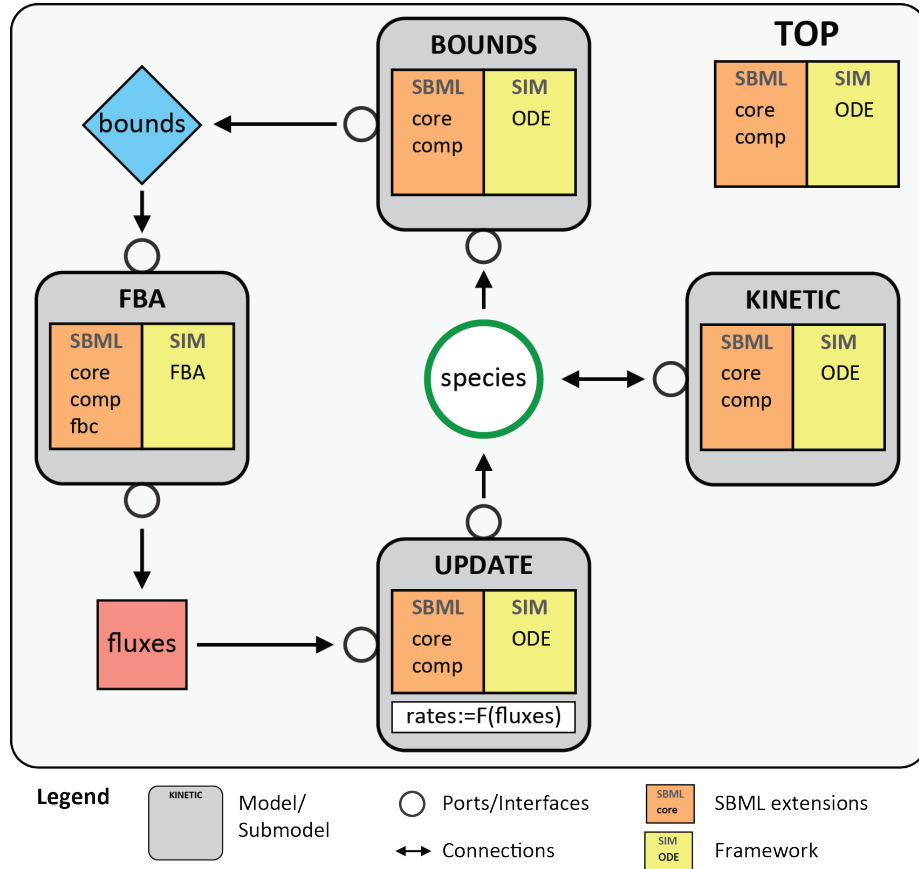 TOP
SBML SIM
core ODE
comp
BOUNDS
SBML SIM
core ODE
comp
bounds
FBA
SBML SIM
core FBA
comp
fbc
species
KINETIC
SBML SIM
core ODE
comp
fluxes
UPDATE
SBML SIM
core ODE
comp
rates:=F(fluxes)
Legend
KINETIC
Model/
Submodel
Ports/Interfaces
Connections
SBML
core
SBML extensions
SIM
ODE
Framework